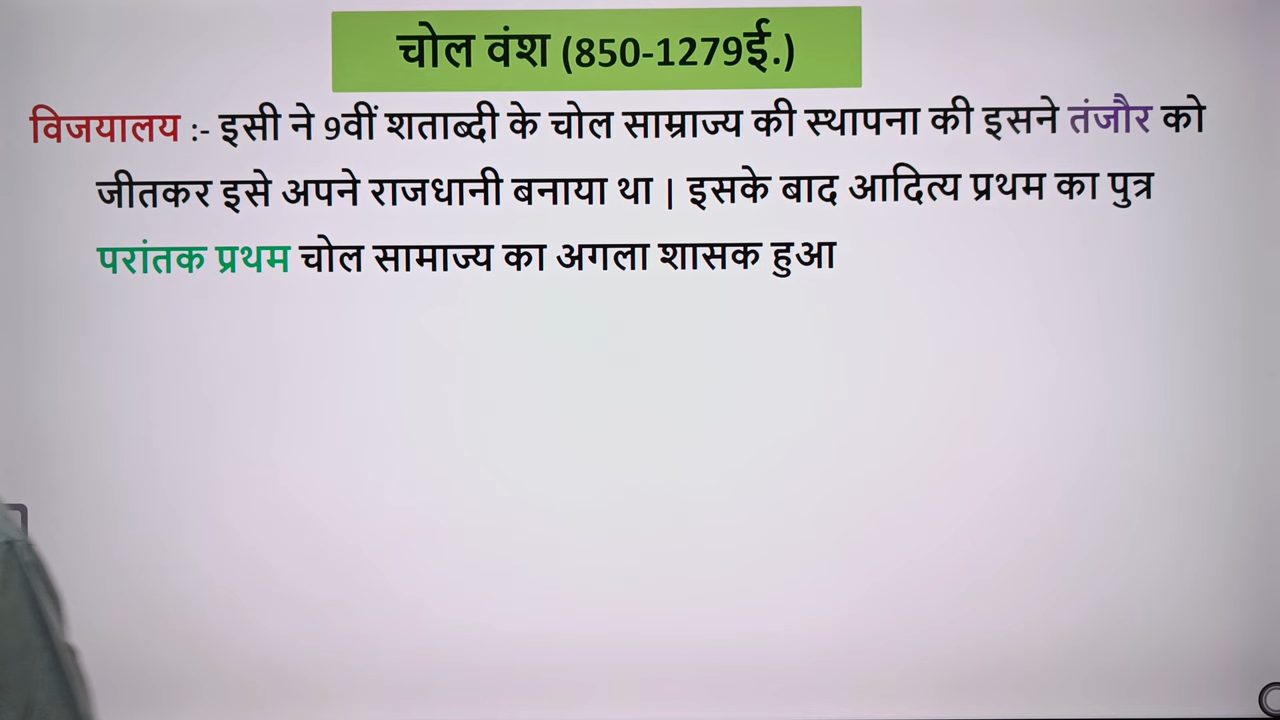 चोल वंश (850-1279ई.)
विजयालय :- इसी ने 9वीं शताब्दी के चोल साम्राज्य की स्थापना की इसने तंजौर को
जीतकर इसे अपने राजधानी बनाया था | इसके बाद आदित्य प्रथम का पुत्र
परांतक प्रथम चोल सामाज्य का अगला शासक हुआ